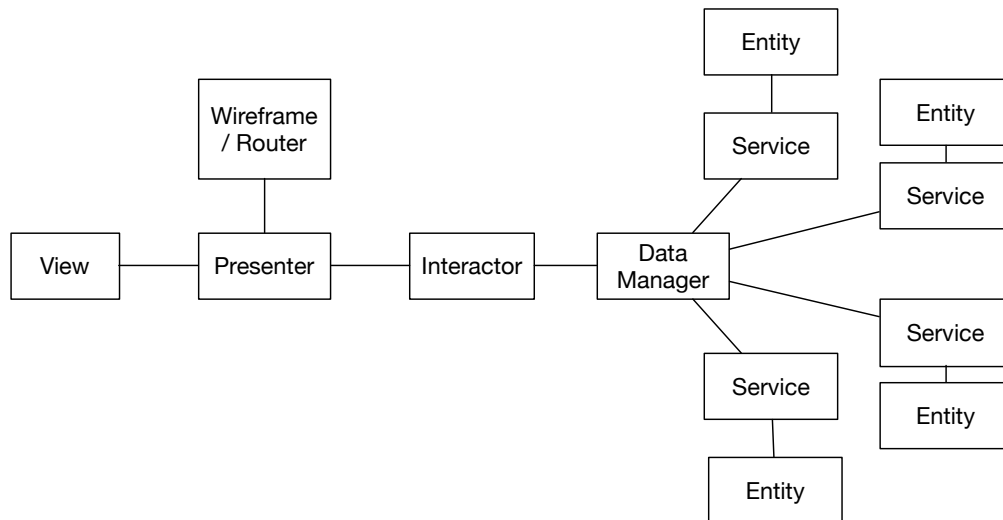 Entity
Wireframe
/ Router
Entity
Service
Service
View
Presenter
Interactor
Data
Manager
Service
Service
Entity
Entity